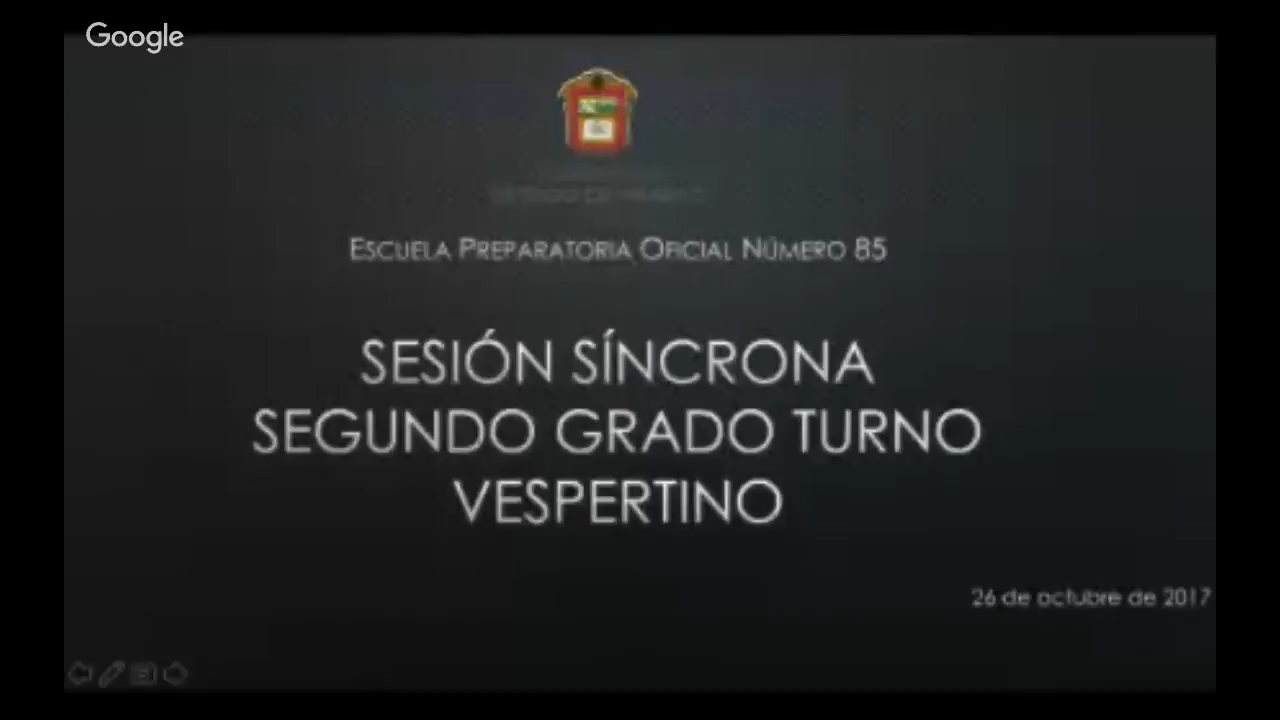 Google
ESCUELA PREPARATORIA OFICIAL NÚMERO 85
SESIÓN SÍNCRONA
SEGUNDO GRADO TURNO
VESPERTINO
26 de octubre de 2017